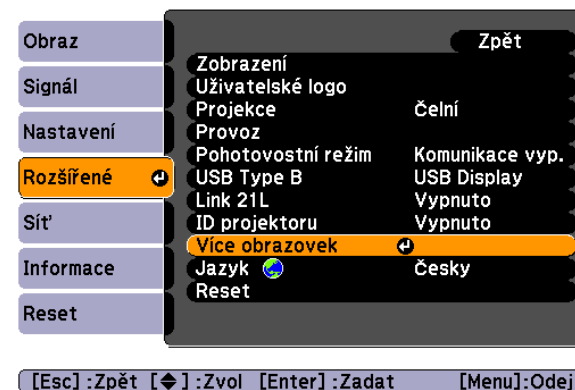 Obraz
Signál
Nastavení
Rozšířené
Síť
Informace
Reset
Zpět
Zobrazení
Uživatelské logo
Projekce Čelní
Provoz
Pohotovostní režim Komunikace vyp.
USB Type B USB Display
Link 21L Vypnuto
ID projektoru Vypnuto
Více obrazovek
Jazyk Česky
Reset
[Esc] :Zpět [◆] :Zvol [Enter] :Zadat [Menu]:Odej